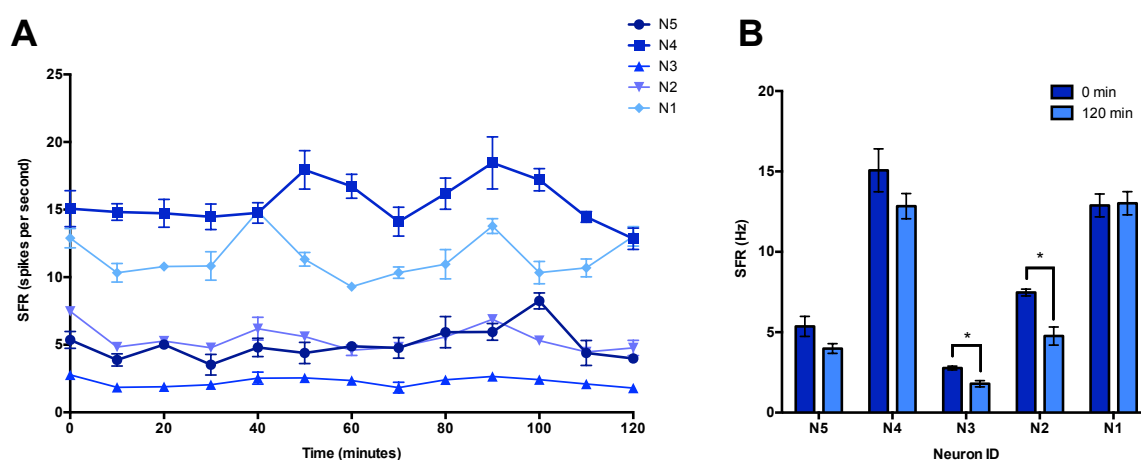 A
N5
N4
N3
N2
N1
SFR (spikes per second)
25
20
15
10
5
0
0 20 40 60 80 100 120
Time (minutes)
B
0 min
120 min
SFR (Hz)
20
15
10
5
0
*
*
N5 N4 N3 N2 N1
Neuron ID